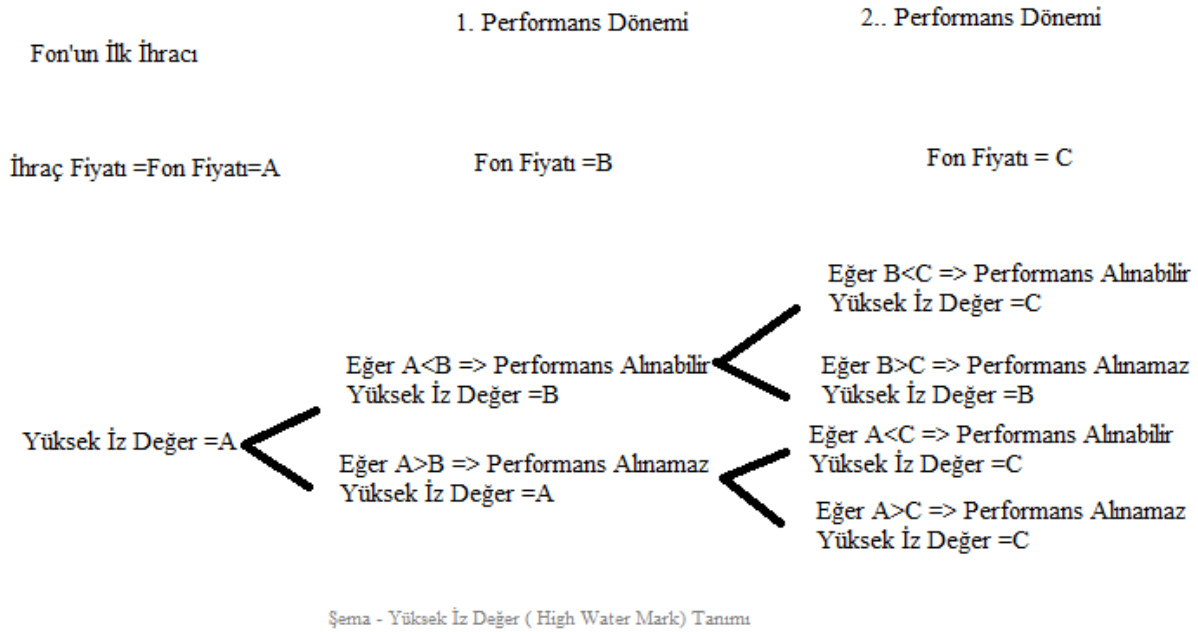 Fon'un İlk İhracı
1. Performans Dönemi
2.. Performans Dönemi
İhraç Fiyatı =Fon Fiyatı=A
Fon Fiyatı =B
Fon Fiyatı = C
Yüksek İz Değer =A
Eğer A<B => Performans Alınabilir
Yüksek İz Değer =B
Eğer A>B => Performans Alınamaz
Yüksek İz Değer =A
Eğer B<C => Performans Alınabilir
Yüksek İz Değer =C
Eğer B>C => Performans Alınamaz
Yüksek İz Değer =B
Eğer A<C => Performans Alınabilir
Yüksek İz Değer =C
Eğer A>C => Performans Alınamaz
Yüksek İz Değer =C
Şema - Yüksek İz Değer ( High Water Mark) Tanımı